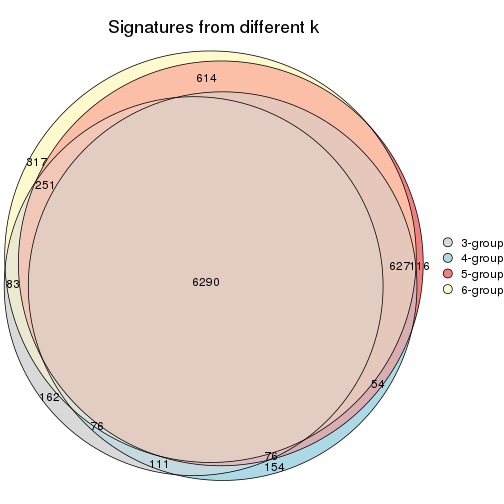 Signatures from different k
614
317
251
3-group
4-group
5-group
6-group
627
116
83
6290
54
162
76
111
76
154